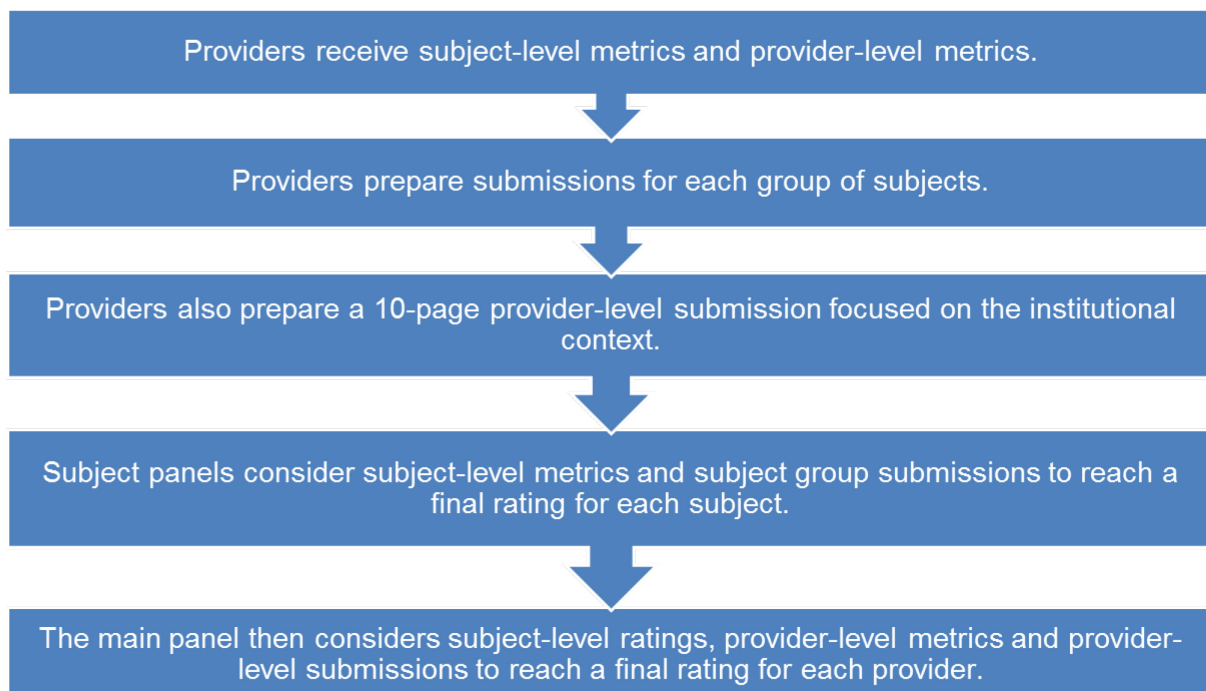 Providers receive subject-level metrics and provider-level metrics.
Providers prepare submissions for each group of subjects.
Providers also prepare a 10-page provider-level submission focused on the institutional
context.
Subject panels consider subject-level metrics and subject group submissions to reach a
final rating for each subject.
The main panel then considers subject-level ratings, provider-level metrics and provider-
level submissions to reach a final rating for each provider.